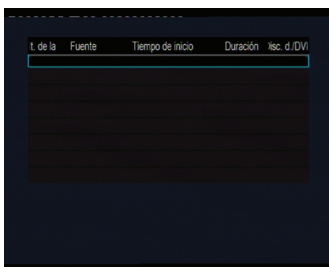 t. de la Fuente Tiempo de inicio Duración )isc. d./DVI